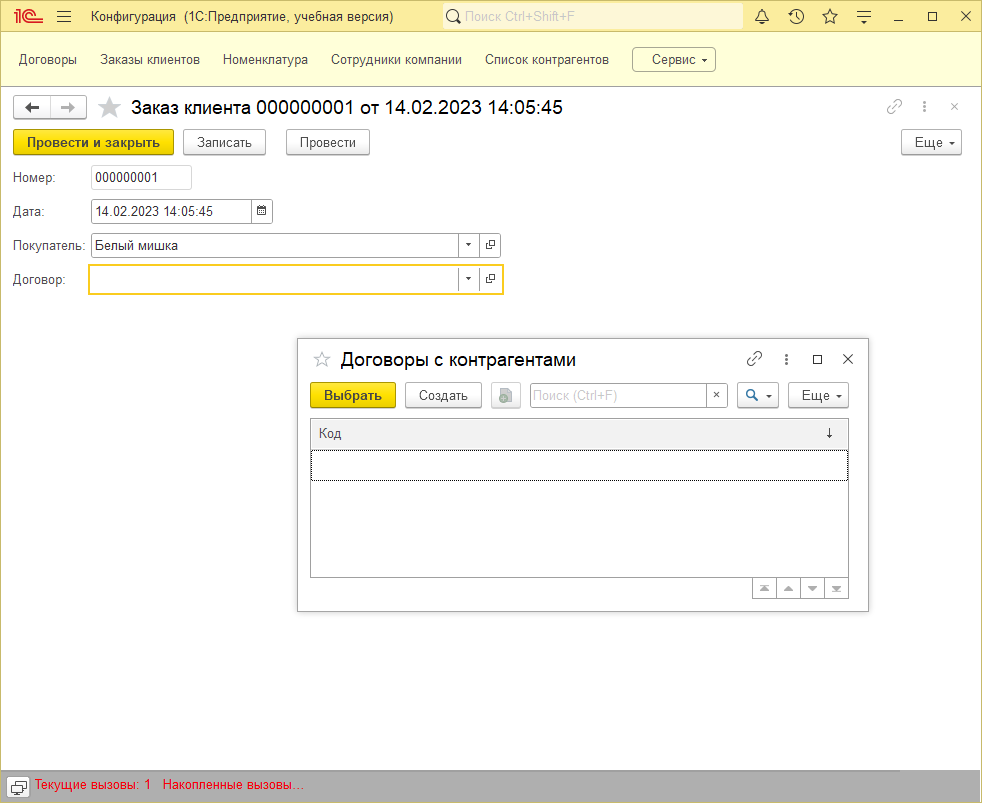 1С Конфигурация (1С:Предприятие, учебная версия) Поиск Ctrl+Shift+F
Договоры Заказы клиентов Номенклатура Сотрудники компании Список контрагентов Сервис
Заказ клиента 000000001 от 14.02.2023 14:05:45
Провести и закрыть Записать Провести Еще
Номер: 000000001
Дата: 14.02.2023 14:05:45
Покупатель: Белый мишка
Договор:
Договоры с контрагентами
Выбрать Создать Поиск (Ctrl+F) × Еще
Код ↓
Текущие вызовы: 1 Накопленные вызовы...